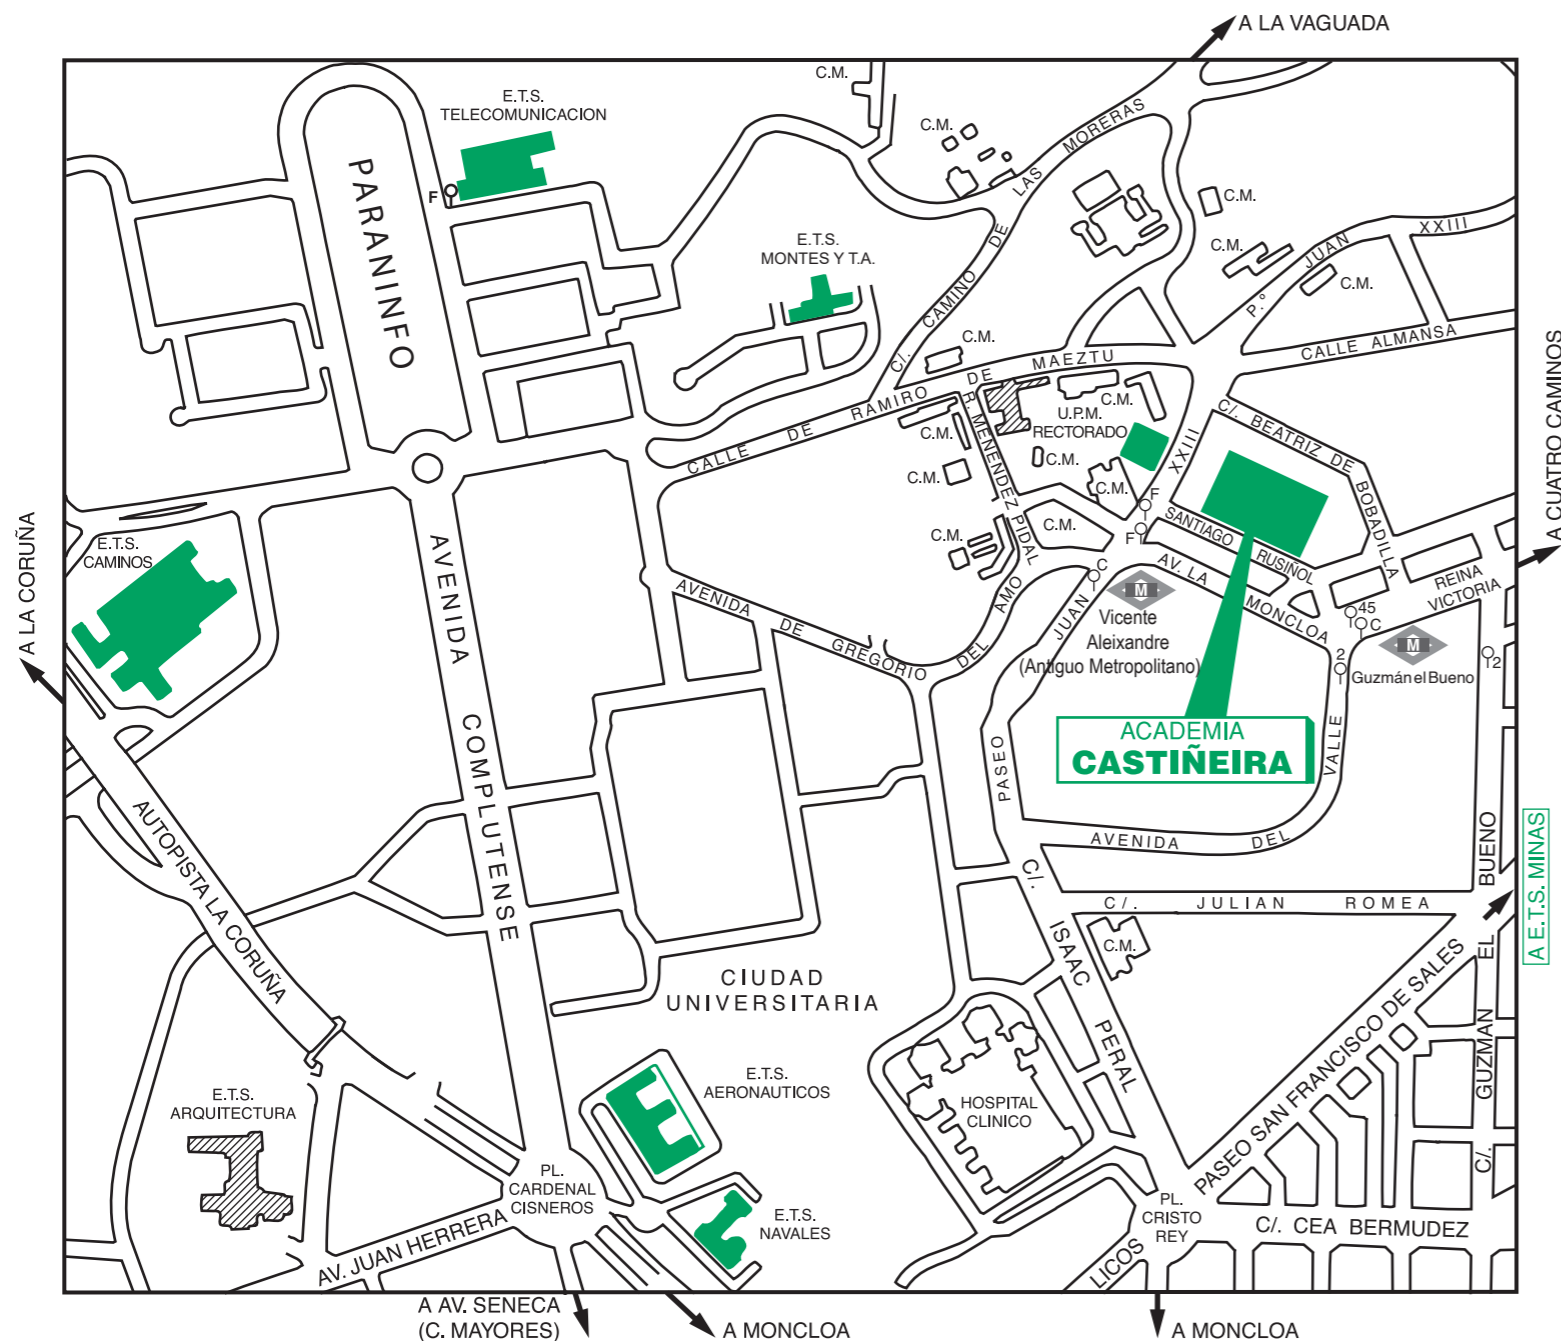 A LA VAGUADA
C.M.
E.T.S.
TELECOMUNICACION
F
PARANINFO
C.M.
C/. CAMINO DE LAS MORERAS
C.M.
E.T.S.
MONTES Y T.A.
C.M.
P.º JUAN XXIII
C.M.
CALLE ALMANSA
C.M.
CALLE DE RAMIRO DE MAEZTU
C.M.
U.P.M.
RECTORADO
C.M.
C.M.
C.M.
C.M.
R. MENENDEZ PIDAL
C/. BEATRIZ DE BOBADILLA
XXIII
F
F
C
C.M.
C.M.
SANTIAGO RUSIÑOL
A CUATRO CAMINOS
A LA CORUÑA
E.T.S.
CAMINOS
AVENIDA COMPLUTENSE
AVENIDA DE GREGORIO DEL AMO
PASEO JUAN
AV. LA MONCLOA
M
Vicente
Aleixandre
(Antiguo Metropolitano)
REINA
VICTORIA
45
C
2
M
Guzmán el Bueno
2
ACADEMIA
CASTIÑEIRA
AVENIDA DEL VALLE
AUTOPISTA LA CORUÑA
C/. ISAAC PERAL
C/. JULIAN ROMEA
C/. GUZMAN EL BUENO
A E.T.S. MINAS
C.M.
CIUDAD
UNIVERSITARIA
PASEO SAN FRANCISCO DE SALES
E.T.S.
AERONAUTICOS
E.T.S.
ARQUITECTURA
HOSPITAL
CLINICO
PL.
CARDENAL
CISNEROS
E.T.S.
NAVALES
PL.
CRISTO
REY
C/. CEA BERMUDEZ
AV. JUAN HERRERA
LICOS
A AV. SENECA
(C. MAYORES)
A MONCLOA
A MONCLOA